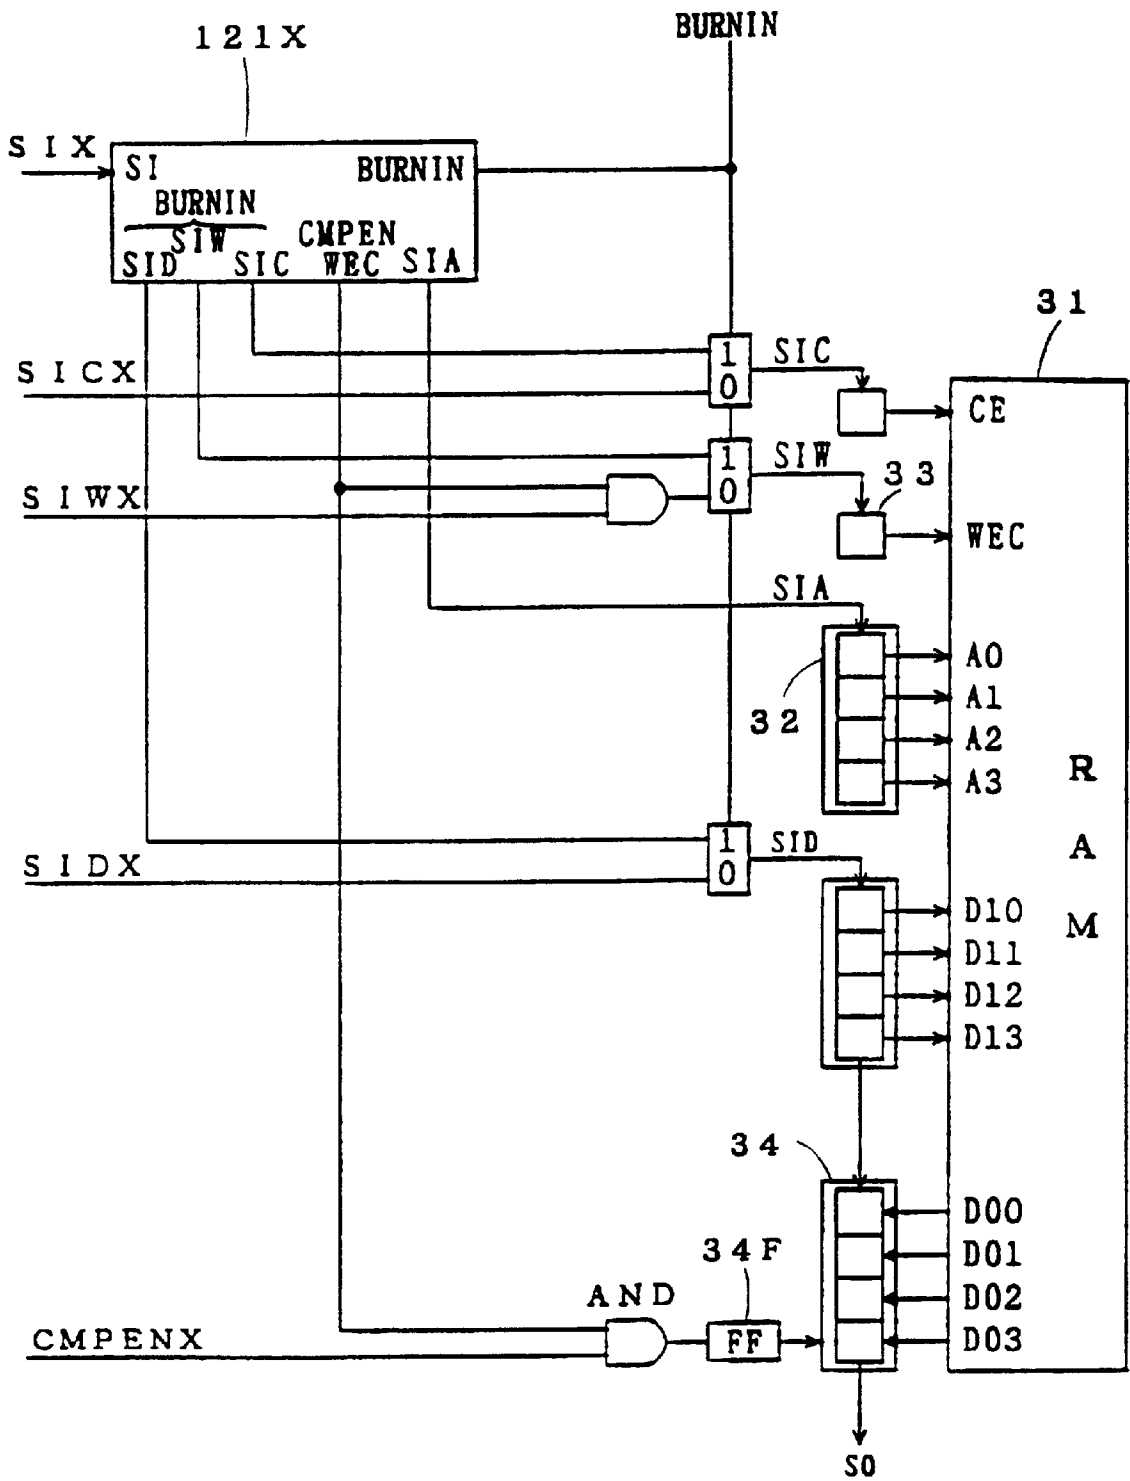 BURNIN
121X
SIX
SI
BURNIN
BURNIN
SIW
CMPEN
SID
SIC
WEC
SIA
31
SICX
1
0
SIC
CE
SIWX
1
0
SIW
33
WEC
SIA
32
A0
A1
A2
A3
RAM
SIDX
1
0
SID
D10
D11
D12
D13
34
D00
D01
D02
D03
34F
AND
FF
CMPENX
SO